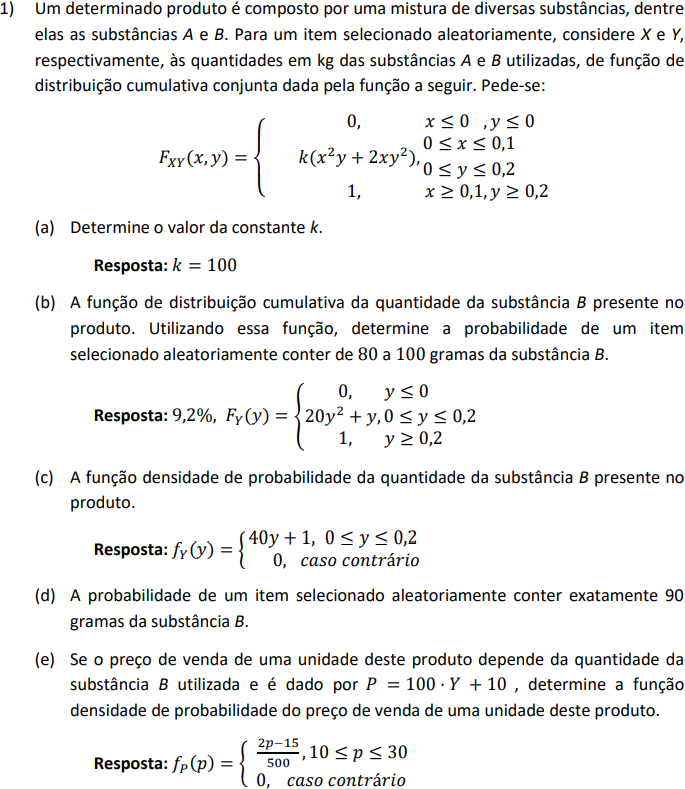 1) Um determinado produto é composto por uma mistura de diversas substâncias, dentre
elas as substâncias A e B. Para um item selecionado aleatoriamente, considere X e Y,
respectivamente, às quantidades em kg das substâncias A e B utilizadas, de função de
distribuição cumulativa conjunta dada pela função a seguir. Pede-se:
0, x ≤ 0 , y ≤ 0
F_XY(x, y) = { k(x²y + 2xy²), 0 ≤ x ≤ 0,1
0 ≤ y ≤ 0,2
1, x ≥ 0,1, y ≥ 0,2
(a) Determine o valor da constante k.
Resposta: k = 100
(b) A função de distribuição cumulativa da quantidade da substância B presente no
produto. Utilizando essa função, determine a probabilidade de um item
selecionado aleatoriamente conter de 80 a 100 gramas da substância B.
0, y ≤ 0
Resposta: 9,2%, F_Y(y) = { 20y² + y, 0 ≤ y ≤ 0,2
1, y ≥ 0,2
(c) A função densidade de probabilidade da quantidade da substância B presente no
produto.
Resposta: f_Y(y) = { 40y + 1, 0 ≤ y ≤ 0,2
0, caso contrário
(d) A probabilidade de um item selecionado aleatoriamente conter exatamente 90
gramas da substância B.
(e) Se o preço de venda de uma unidade deste produto depende da quantidade da
substância B utilizada e é dado por P = 100 · Y + 10 , determine a função
densidade de probabilidade do preço de venda de uma unidade deste produto.
Resposta: f_P(p) = { (2p−15)/500, 10 ≤ p ≤ 30
0, caso contrário